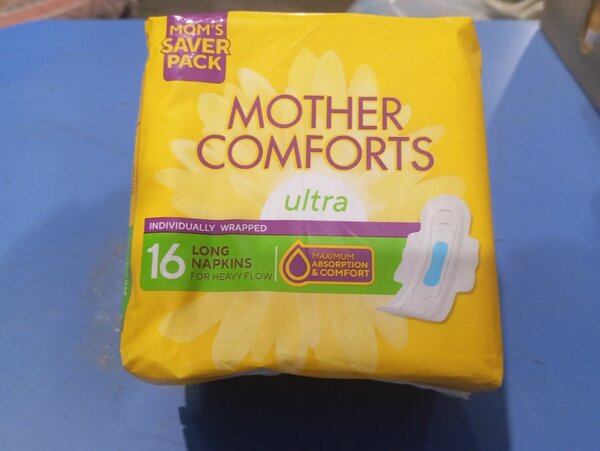 MOM'S
SAVER
PACK
MOTHER
COMFORTS
ultra
INDIVIDUALLY WRAPPED
16 LONG
NAPKINS
FOR HEAVY FLOW
MAXIMUM
ABSORPTION
& COMFORT